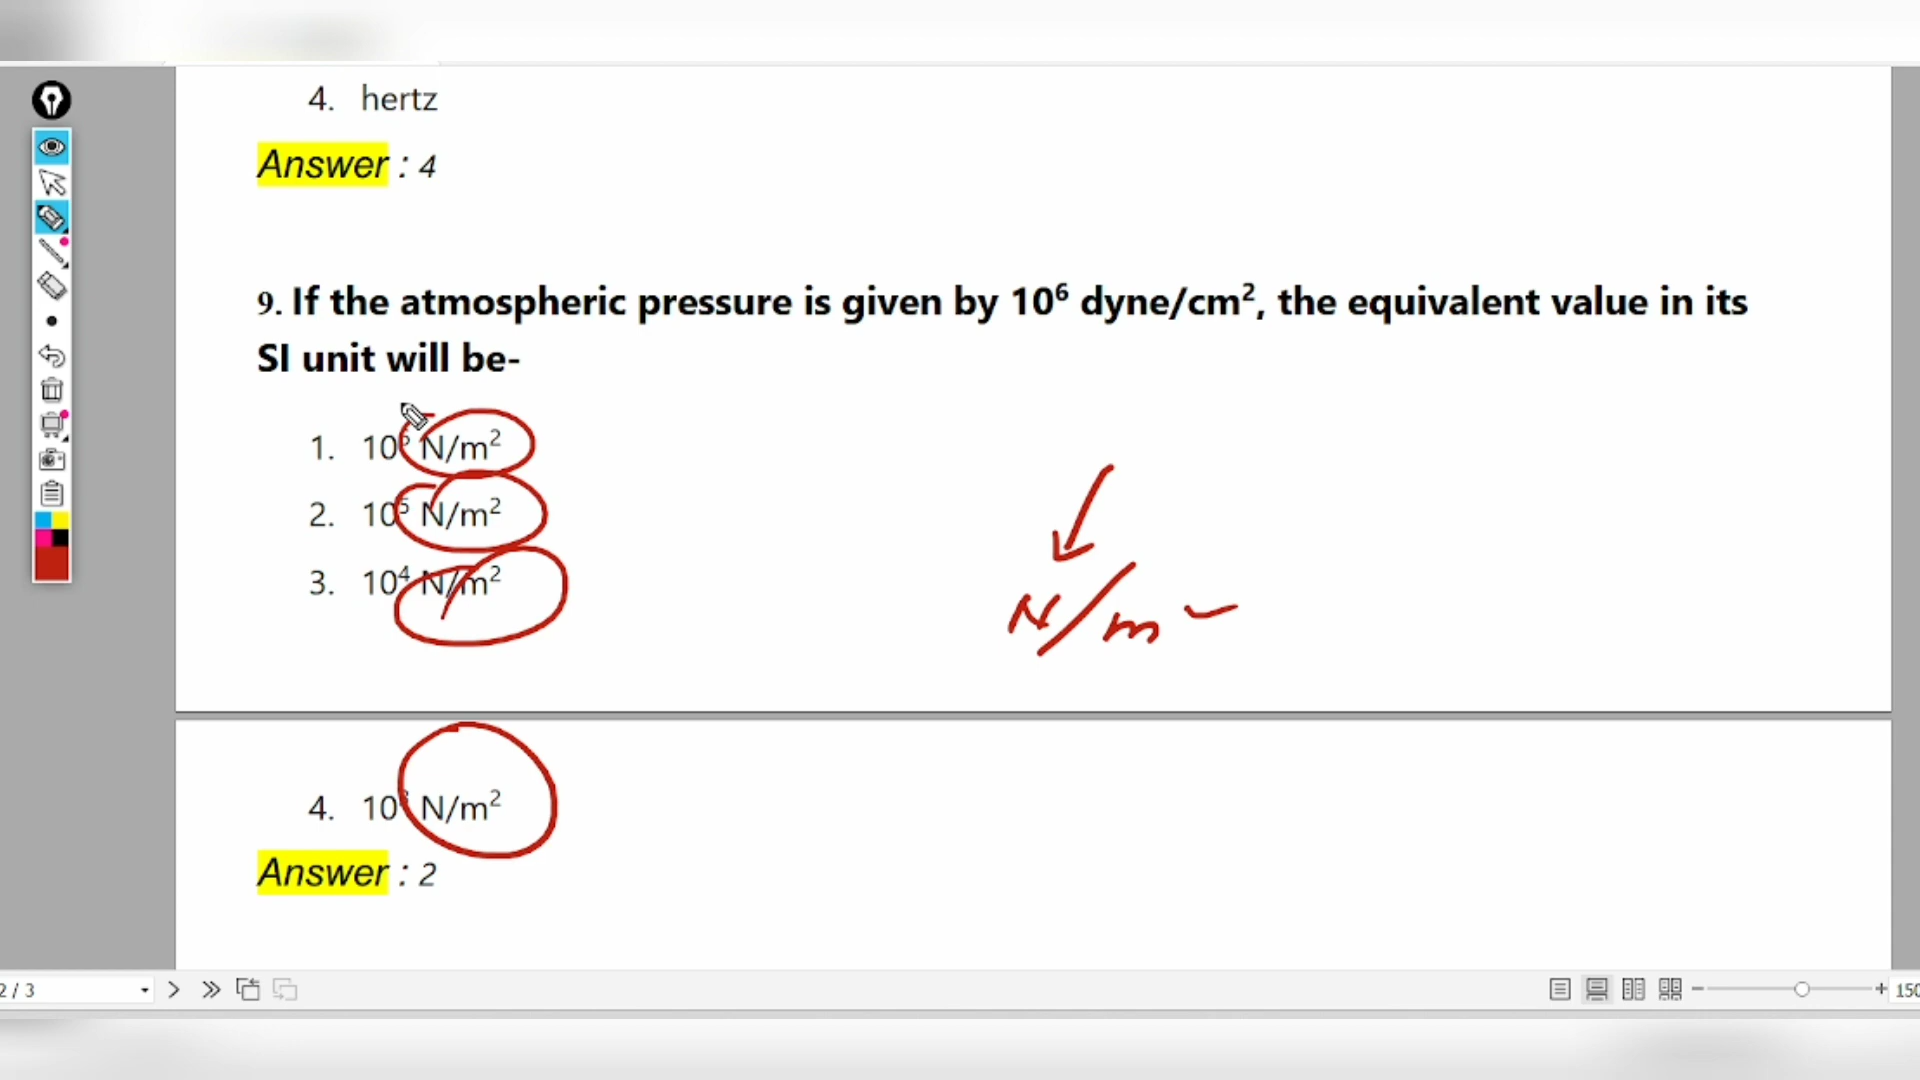 4. hertz
Answer : 4
9. If the atmospheric pressure is given by 10⁶ dyne/cm², the equivalent value in its
SI unit will be-
1. 10 N/m²
2. 10⁵ N/m²
3. 10⁴ N/m²
N/m
4. 10 N/m²
Answer : 2
2 / 3
150